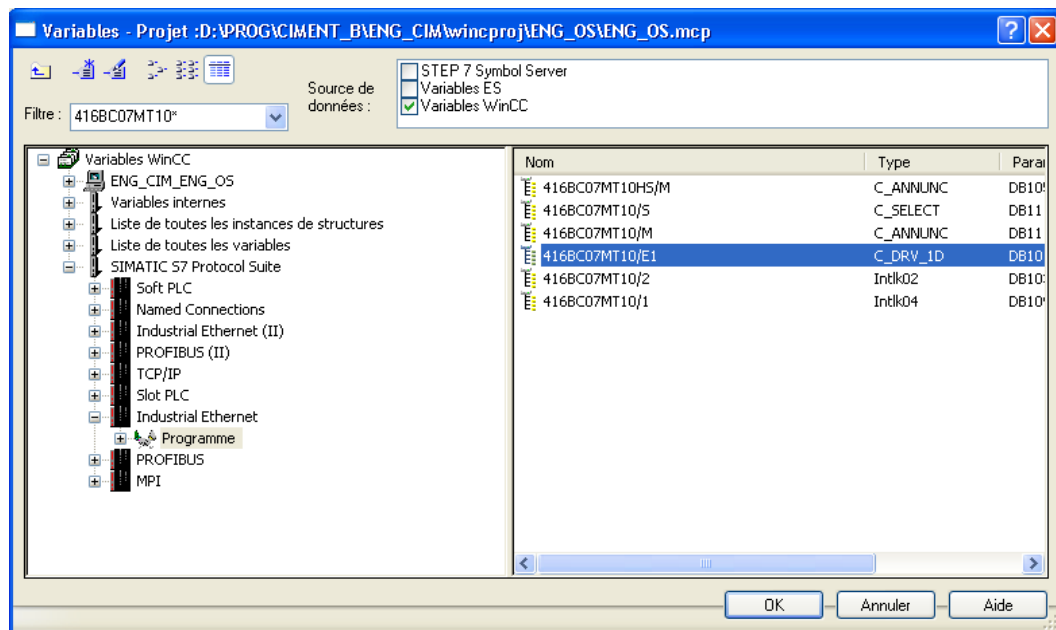 Variables - Projet :D:\PROG\CIMENT_B\ENG_CIM\wincproj\ENG_OS\ENG_OS.mcp
Source de données :
STEP 7 Symbol Server
Variables ES
Variables WinCC
Filtre : 416BC07MT10*
Variables WinCC
ENG_CIM_ENG_OS
Variables internes
Liste de toutes les instances de structures
Liste de toutes les variables
SIMATIC S7 Protocol Suite
Soft PLC
Named Connections
Industrial Ethernet (II)
PROFIBUS (II)
TCP/IP
Slot PLC
Industrial Ethernet
Programme
PROFIBUS
MPI
Nom Type Parai
416BC07MT10HS/M C_ANNUNC DB10
416BC07MT10/S C_SELECT DB11
416BC07MT10/M C_ANNUNC DB11
416BC07MT10/E1 C_DRV_1D DB10
416BC07MT10/2 Intlk02 DB10
416BC07MT10/1 Intlk04 DB10
OK Annuler Aide